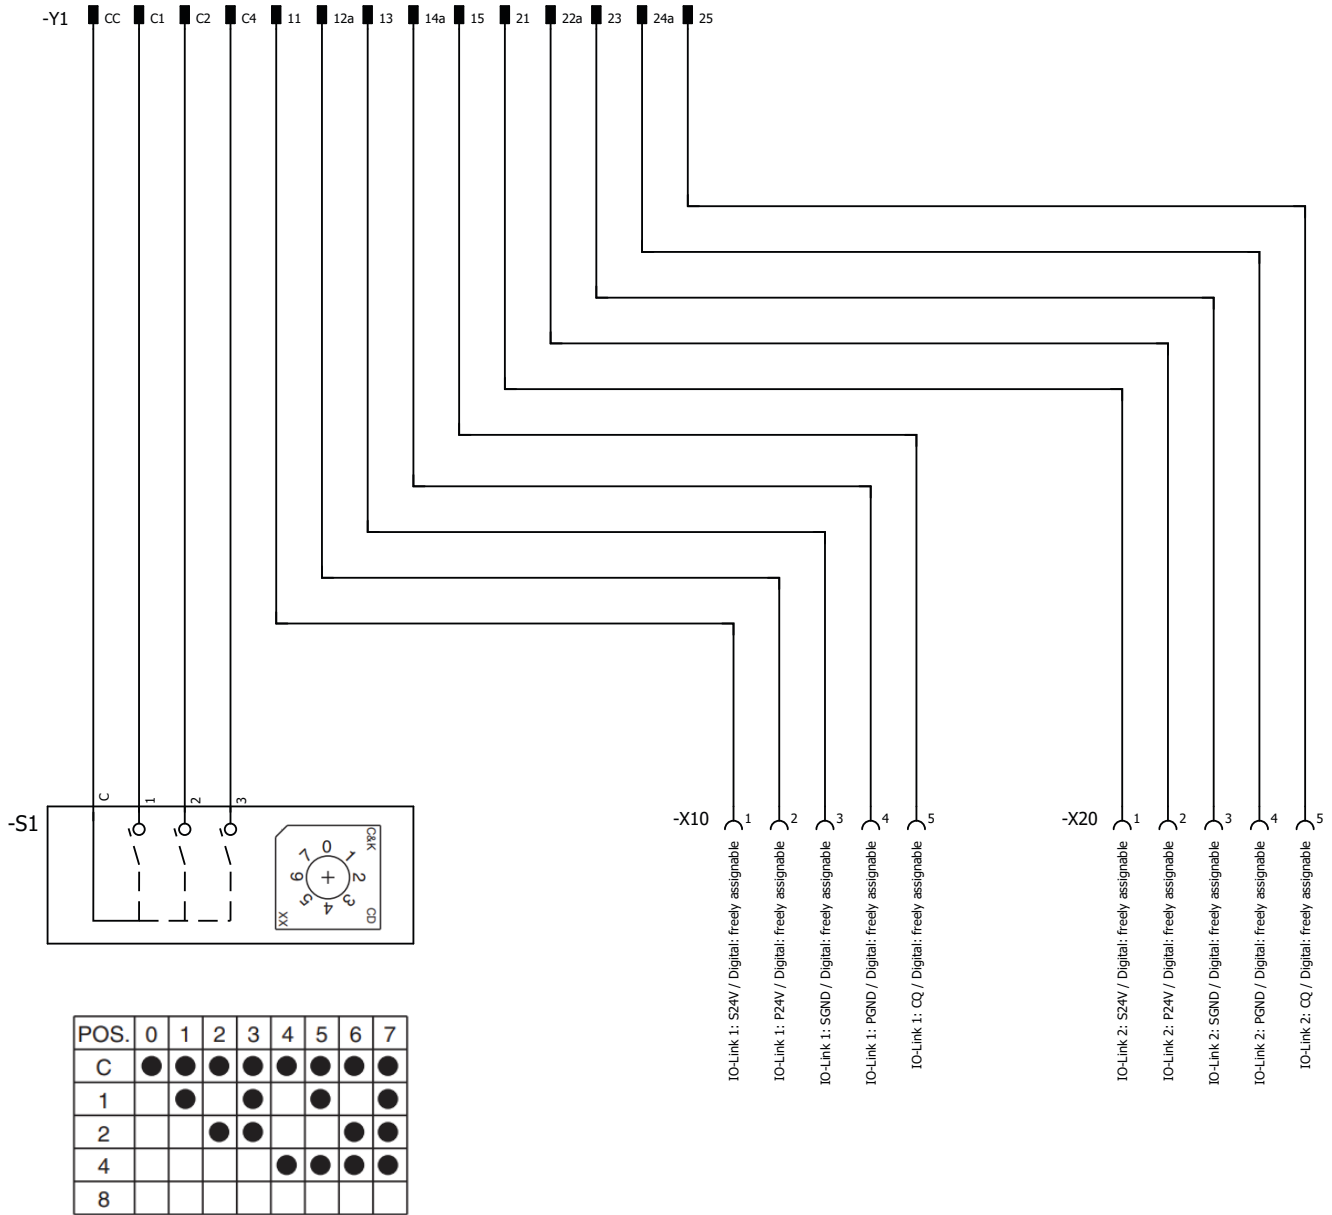 -Y1 CC C1 C2 C4 11 12a 13 14a 15 21 22a 23 24a 25
-S1 C 1 2 3
0 1 2 3 4 5 6 7
C&K
CD
XX
-X10 1 2 3 4 5
IO-Link 1: S24V / Digital: freely assignable
IO-Link 1: P24V / Digital: freely assignable
IO-Link 1: SGND / Digital: freely assignable
IO-Link 1: PGND / Digital: freely assignable
IO-Link 1: CQ / Digital: freely assignable
-X20 1 2 3 4 5
IO-Link 2: S24V / Digital: freely assignable
IO-Link 2: P24V / Digital: freely assignable
IO-Link 2: SGND / Digital: freely assignable
IO-Link 2: PGND / Digital: freely assignable
IO-Link 2: CQ / Digital: freely assignable
POS. 0 1 2 3 4 5 6 7
C
1
2
4
8